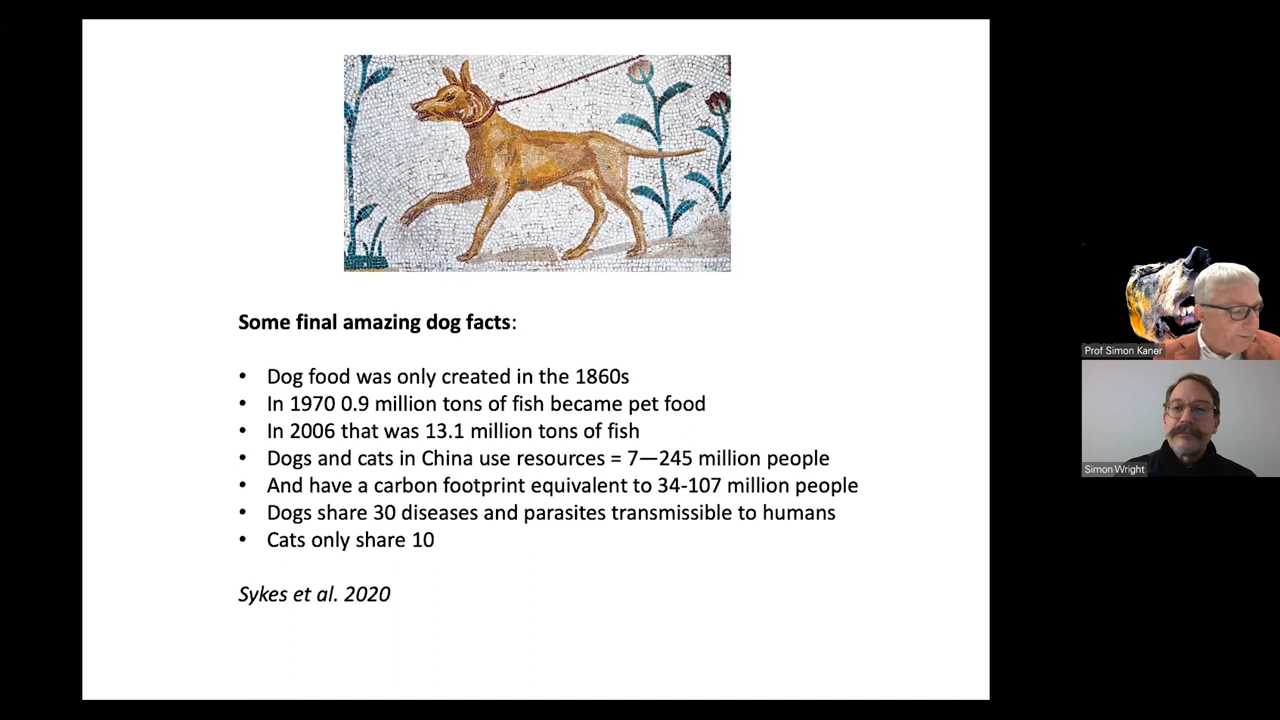 Some final amazing dog facts:
• Dog food was only created in the 1860s
• In 1970 0.9 million tons of fish became pet food
• In 2006 that was 13.1 million tons of fish
• Dogs and cats in China use resources = 7—245 million people
• And have a carbon footprint equivalent to 34-107 million people
• Dogs share 30 diseases and parasites transmissible to humans
• Cats only share 10
Sykes et al. 2020
Prof Simon Kaner
Simon Wright